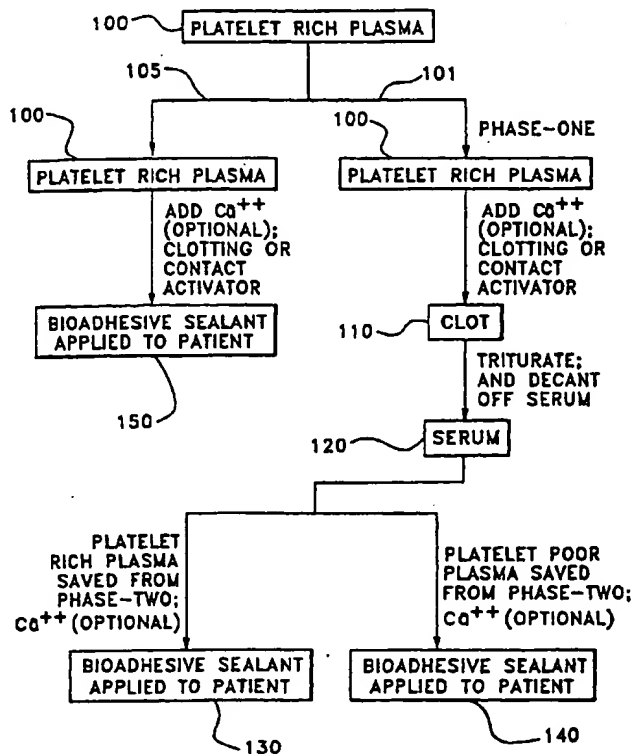 100
PLATELET RICH PLASMA
105
101
100
PLATELET RICH PLASMA
ADD Ca++
(OPTIONAL);
CLOTTING OR
CONTACT
ACTIVATOR
BIOADHESIVE SEALANT
APPLIED TO PATIENT
150
PHASE-ONE
100
PLATELET RICH PLASMA
ADD Ca++
(OPTIONAL);
CLOTTING OR
CONTACT
ACTIVATOR
110
CLOT
TRITURATE;
AND DECANT
OFF SERUM
120
SERUM
PLATELET
RICH PLASMA
SAVED FROM
PHASE-TWO;
Ca++ (OPTIONAL)
BIOADHESIVE SEALANT
APPLIED TO PATIENT
130
PLATELET POOR
PLASMA SAVED
FROM PHASE-TWO;
Ca++ (OPTIONAL)
BIOADHESIVE SEALANT
APPLIED TO PATIENT
140